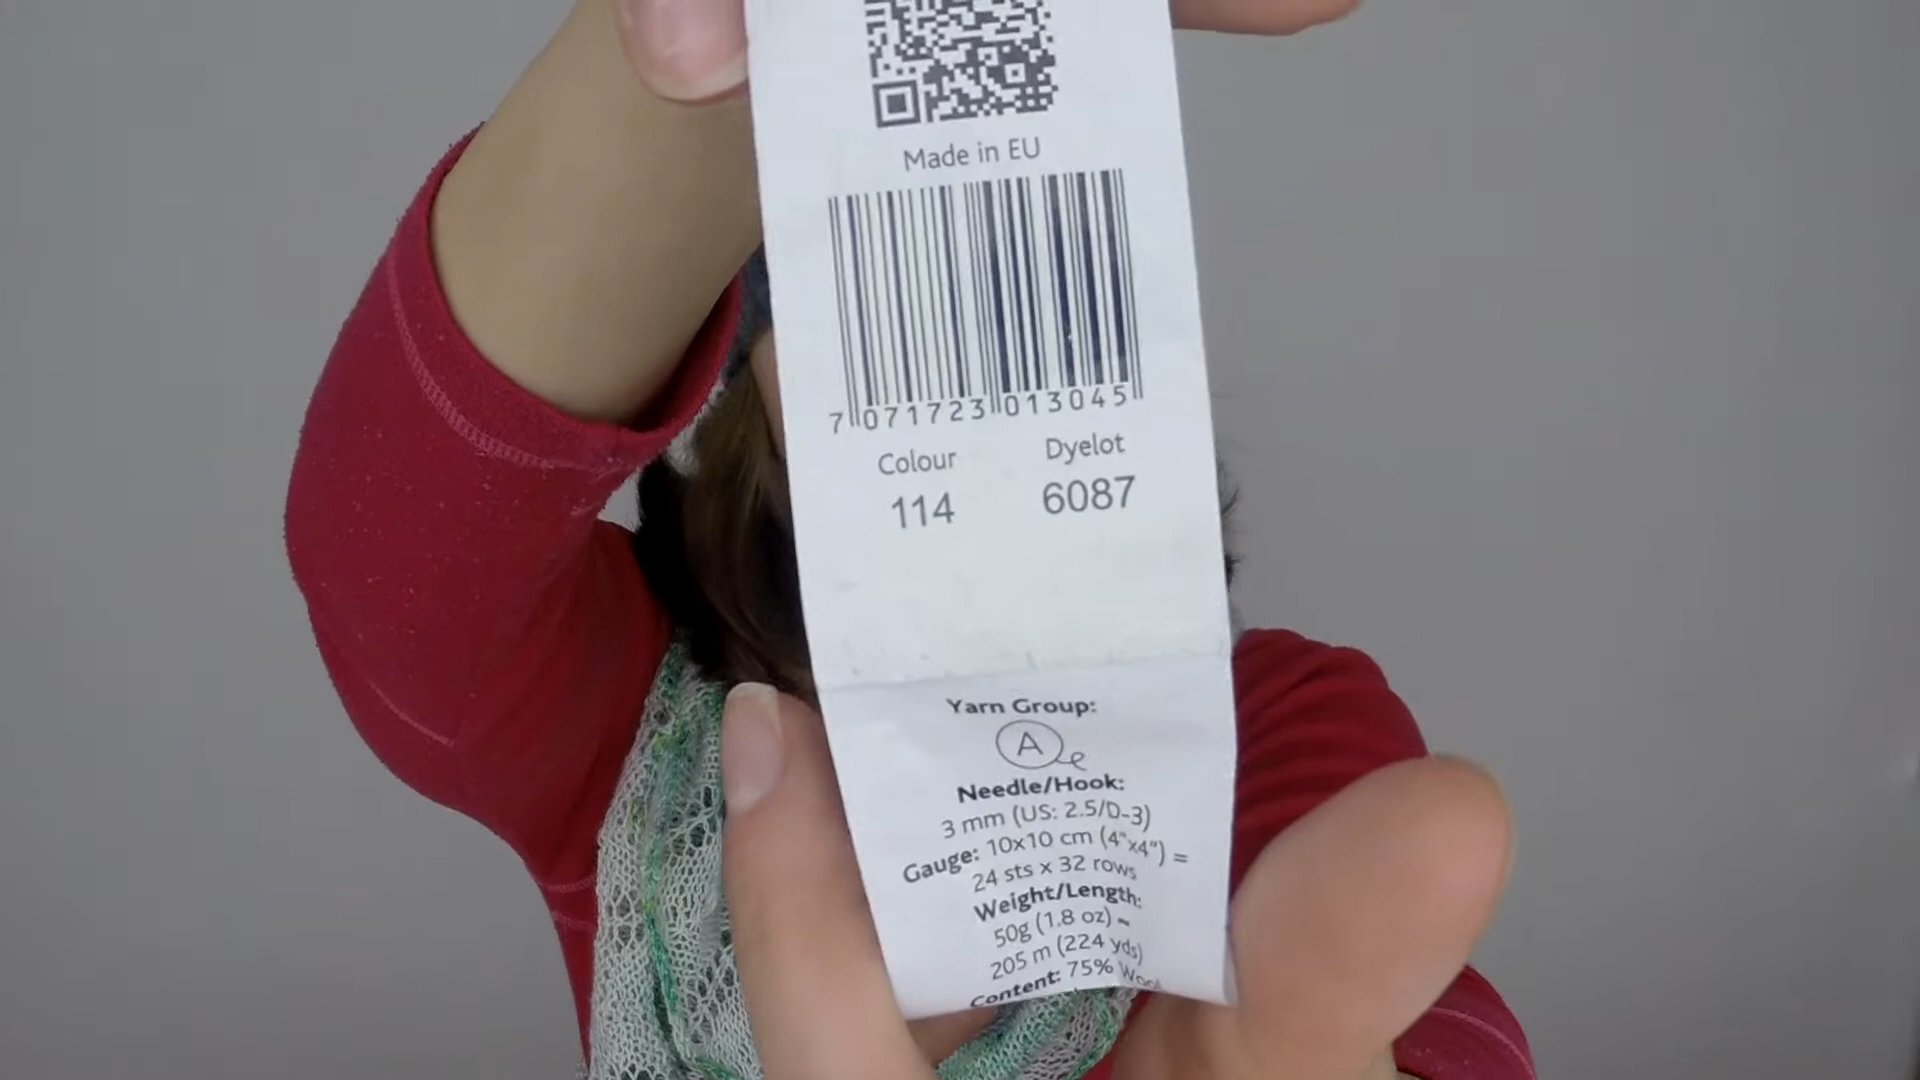 Made in EU
7 071723 013045
Colour Dyelot
114 6087
Yarn Group:
A
Needle/Hook:
3 mm (US: 2.5/D-3)
Gauge: 10x10 cm (4"x4") =
24 sts x 32 rows
Weight/Length:
50g (1.8 oz) =
205 m (224 yds)
Content: 75% Wool